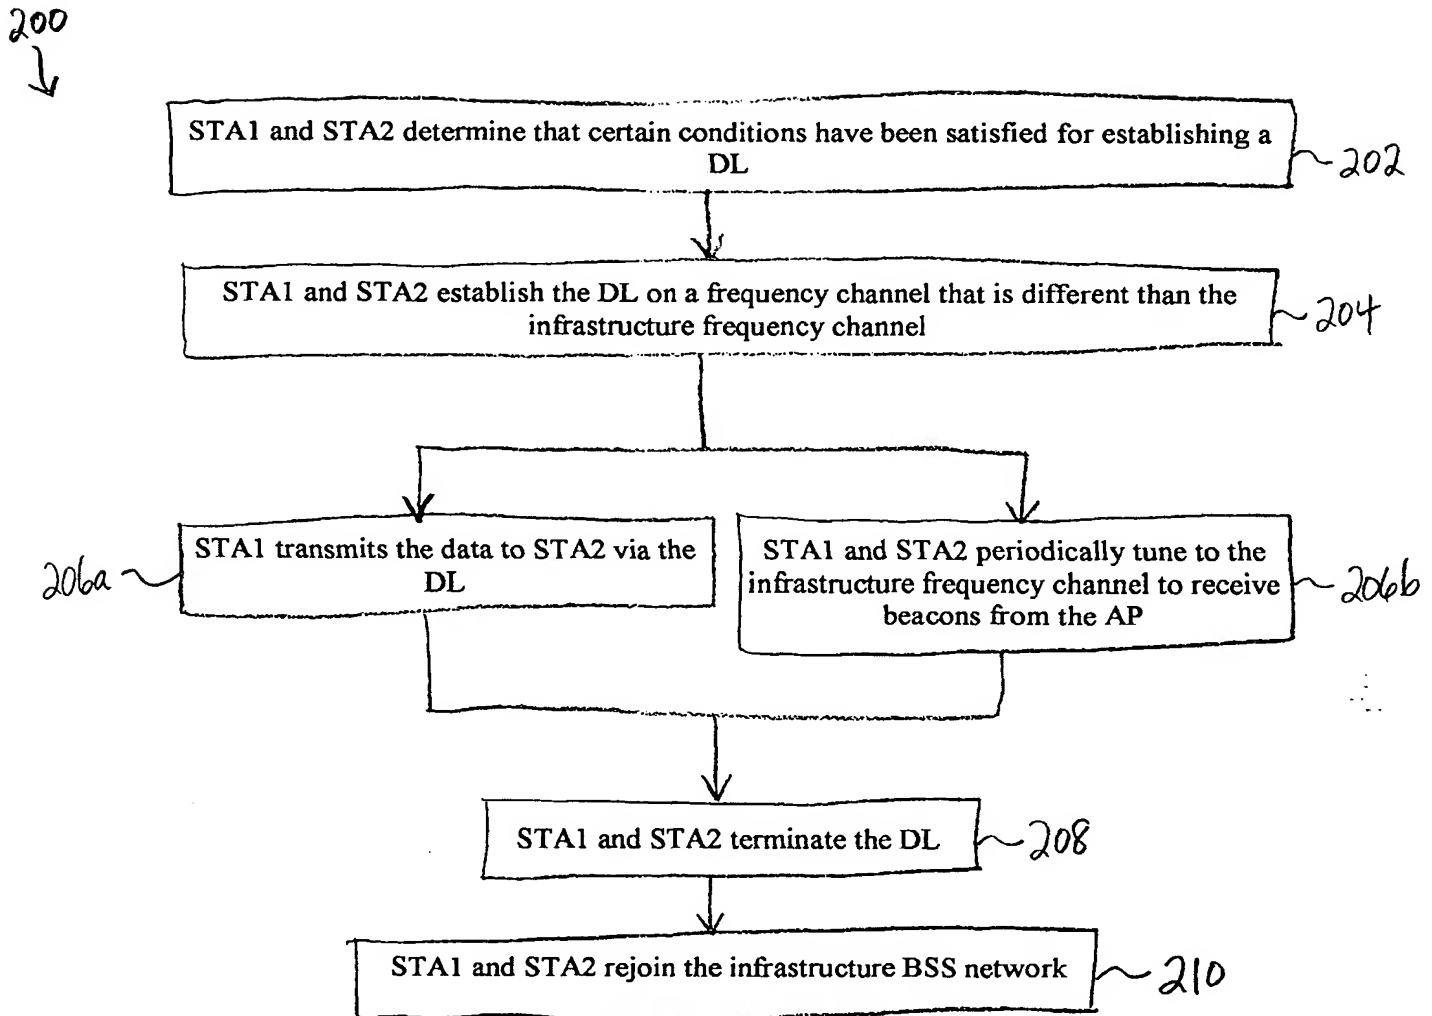 200
STA1 and STA2 determine that certain conditions have been satisfied for establishing a
DL
202
STA1 and STA2 establish the DL on a frequency channel that is different than the
infrastructure frequency channel
204
STA1 transmits the data to STA2 via the
DL
206a
STA1 and STA2 periodically tune to the
infrastructure frequency channel to receive
beacons from the AP
206b
STA1 and STA2 terminate the DL
208
STA1 and STA2 rejoin the infrastructure BSS network
210